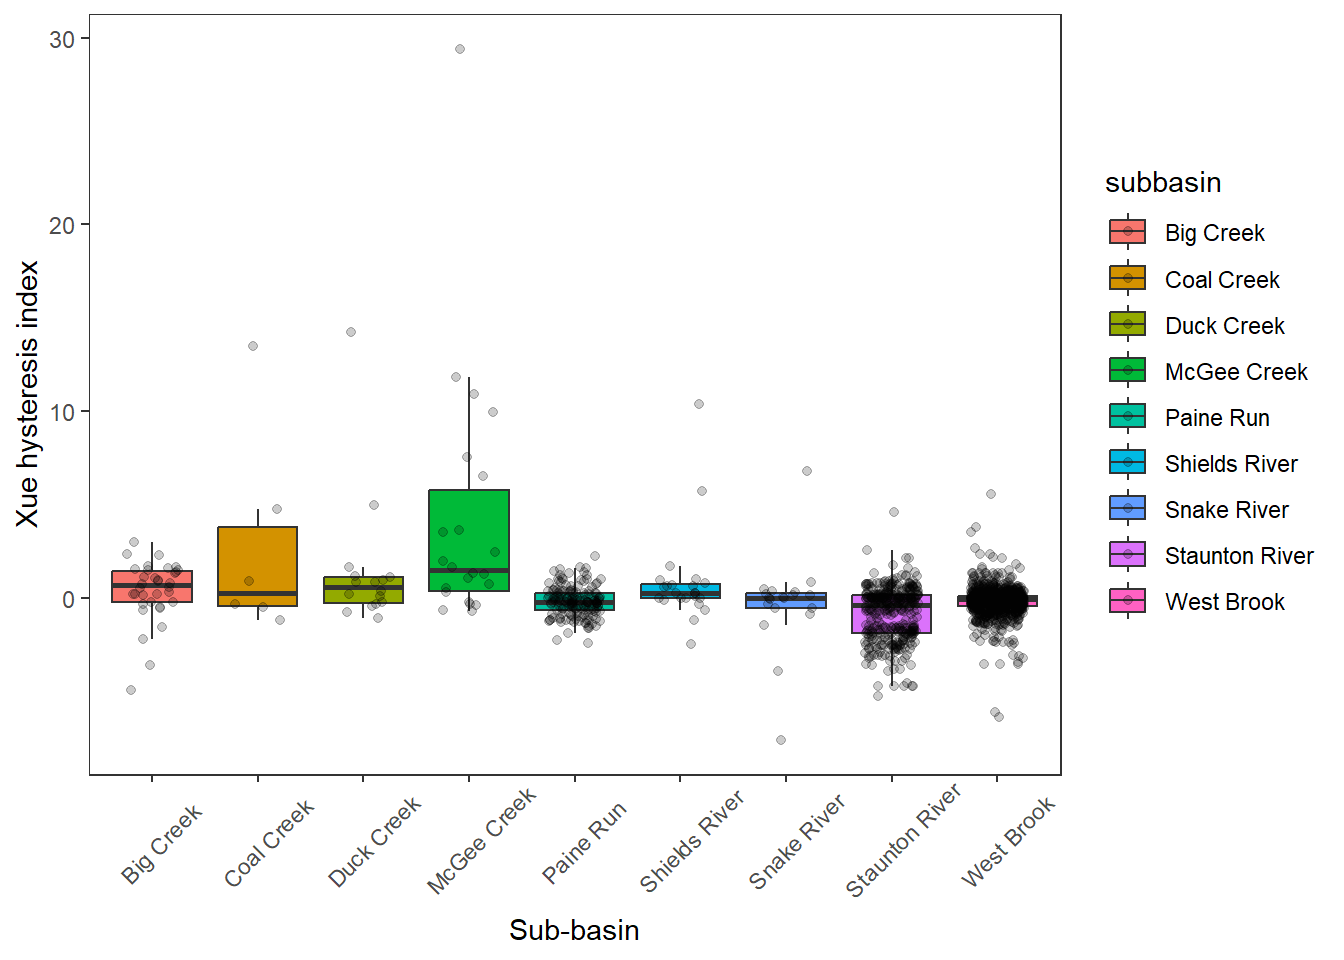 30
20
10
0
Xue hysteresis index
Big Creek
Coal Creek
Duck Creek
McGee Creek
Paine Run
Shields River
Snake River
Staunton River
West Brook
Sub-basin
subbasin
Big Creek
Coal Creek
Duck Creek
McGee Creek
Paine Run
Shields River
Snake River
Staunton River
West Brook